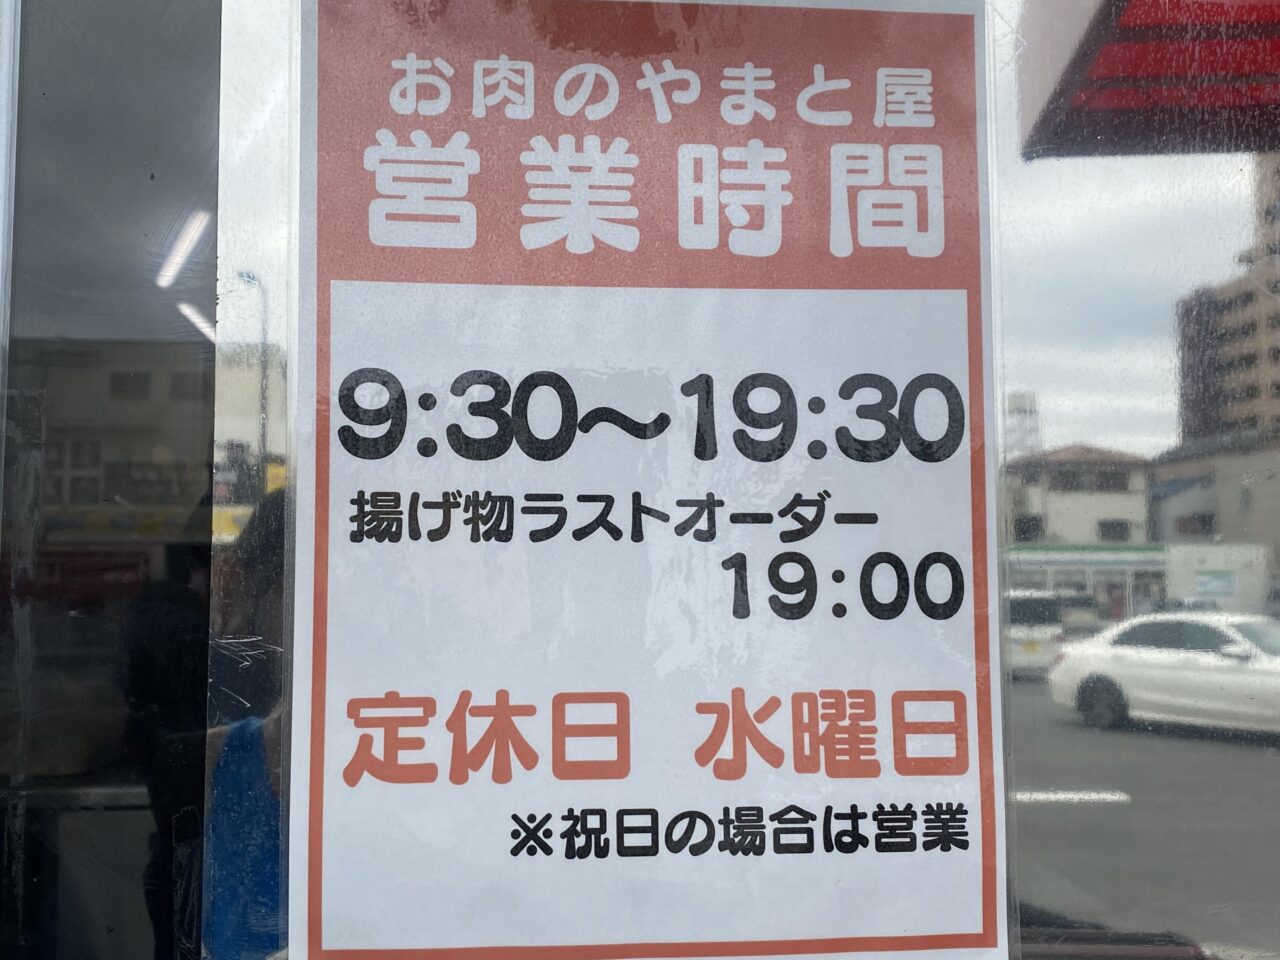 お肉のやまと屋
営業時間
9:30～19:30
揚げ物ラストオーダー
19:00
定休日 水曜日
※祝日の場合は営業